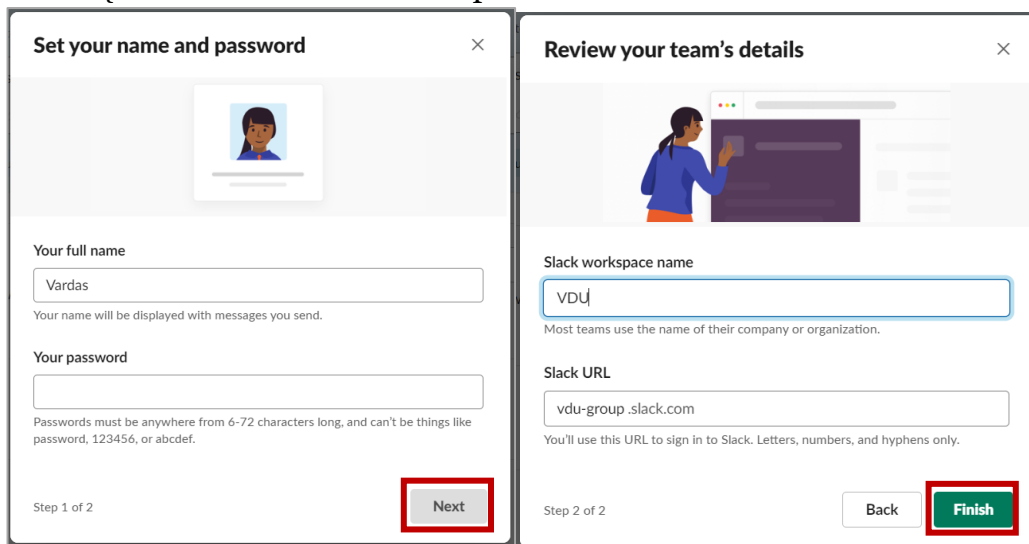 Set your name and password
Your full name
Vardas
Your name will be displayed with messages you send.
Your password
Passwords must be anywhere from 6-72 characters long, and can't be things like
password, 123456, or abcdef.
Step 1 of 2
Next
Review your team's details
Slack workspace name
VDU
Most teams use the name of their company or organization.
Slack URL
vdu-group .slack.com
You'll use this URL to sign in to Slack. Letters, numbers, and hyphens only.
Step 2 of 2
Back
Finish